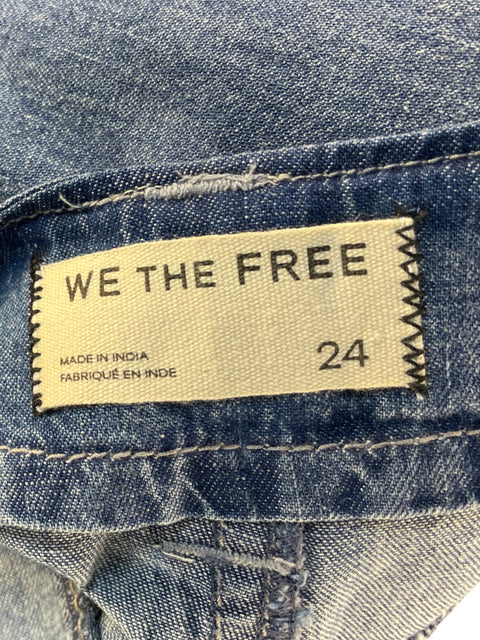 WE THE FREE
24
MADE IN INDIA
FABRIQUÉ EN INDE